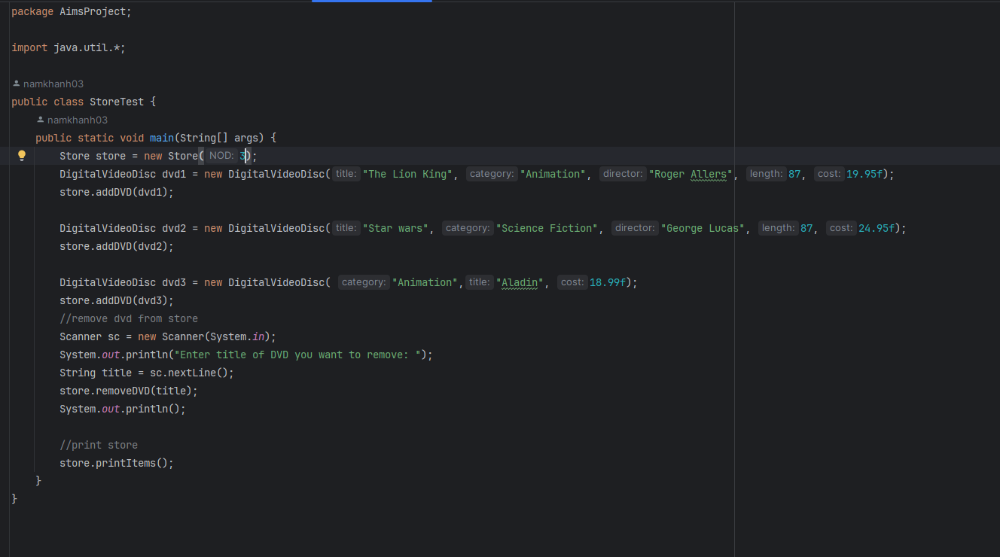 package AimsProject;
import java.util.*;
namkhanh03
public class StoreTest {
namkhanh03
public static void main(String[] args) {
Store store = new Store( NOD: 3);
DigitalVideoDisc dvd1 = new DigitalVideoDisc( title: "The Lion King", category: "Animation", director: "Roger Allers", length: 87, cost: 19.95f);
store.addDVD(dvd1);
DigitalVideoDisc dvd2 = new DigitalVideoDisc( title: "Star wars", category: "Science Fiction", director: "George Lucas", length: 87, cost: 24.95f);
store.addDVD(dvd2);
DigitalVideoDisc dvd3 = new DigitalVideoDisc( category: "Animation", title: "Aladin", cost: 18.99f);
store.addDVD(dvd3);
//remove dvd from store
Scanner sc = new Scanner(System.in);
System.out.println("Enter title of DVD you want to remove: ");
String title = sc.nextLine();
store.removeDVD(title);
System.out.println();
//print store
store.printItems();
}
}